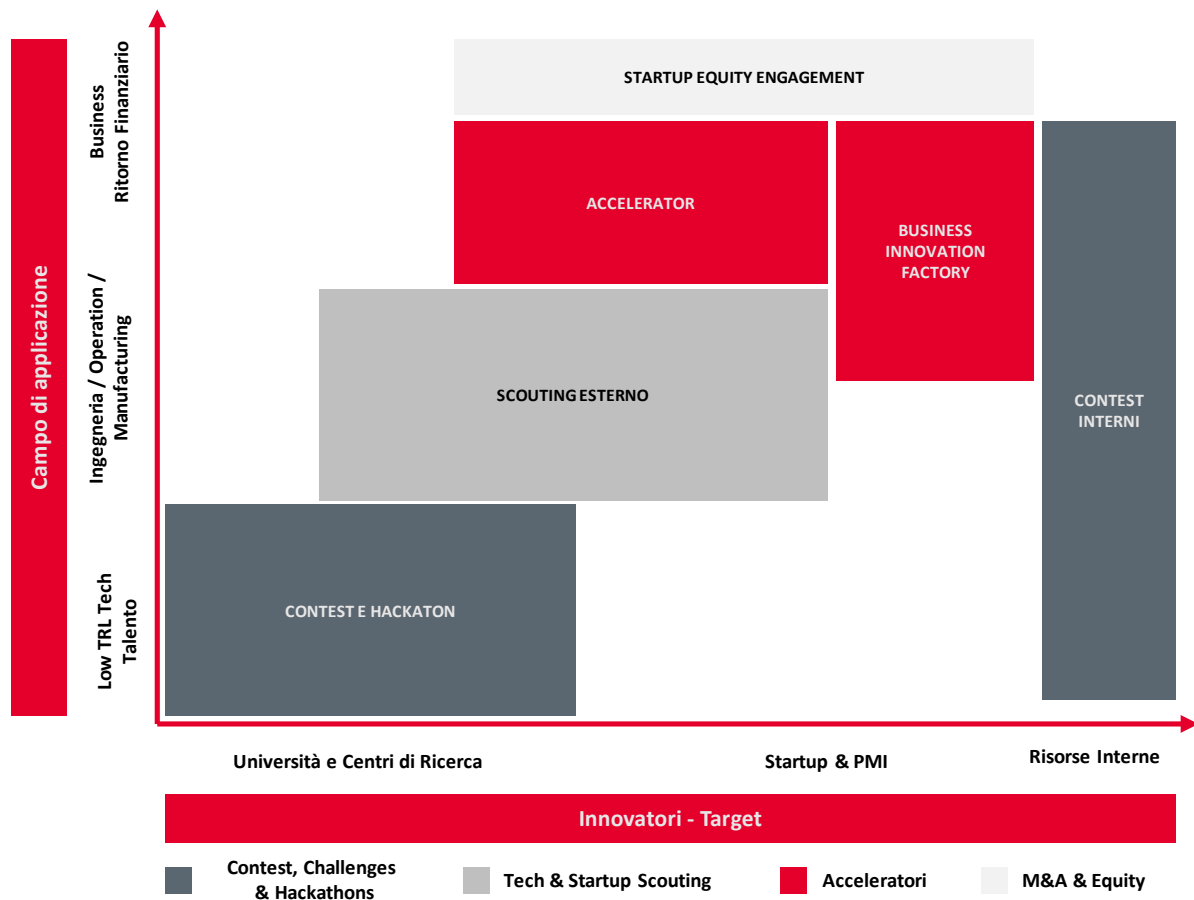 Campo di applicazione
Business
Ritorno Finanziario
Ingegneria / Operation /
Manufacturing
Low TRL Tech
Talento
STARTUP EQUITY ENGAGEMENT
ACCELERATOR
BUSINESS
INNOVATION
FACTORY
SCOUTING ESTERNO
CONTEST
INTERNI
CONTEST E HACKATON
Università e Centri di Ricerca
Startup & PMI
Risorse Interne
Innovatori - Target
Contest, Challenges
& Hackathons
Tech & Startup Scouting
Acceleratori
M&A & Equity